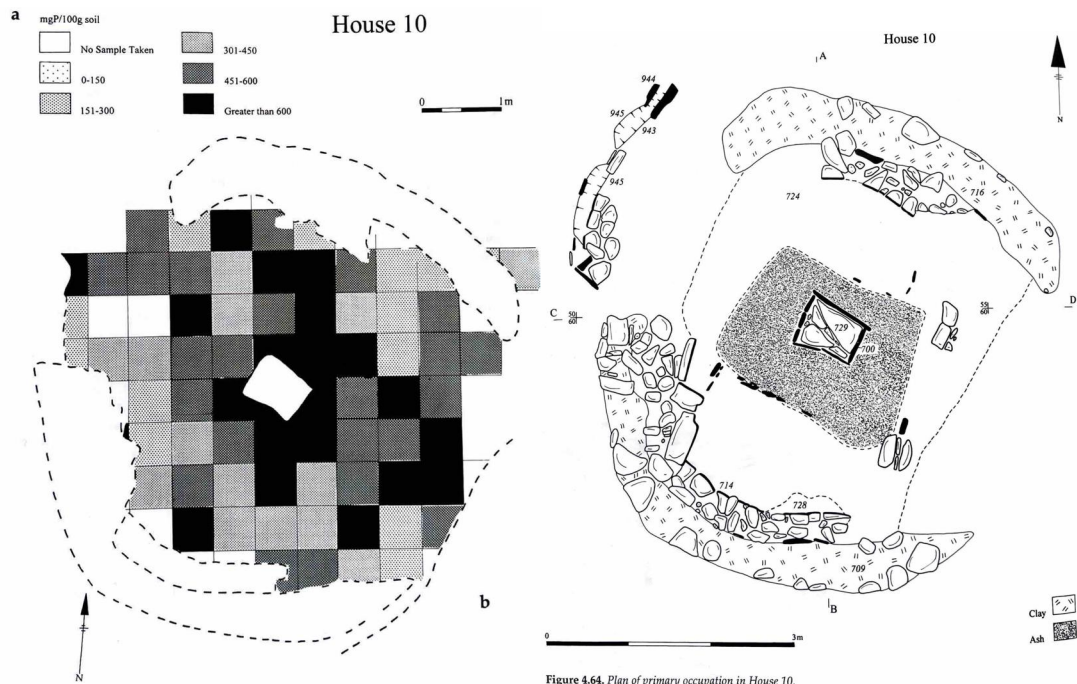 a
mgP/100g soil
House 10
No Sample Taken
0-150
151-300
301-450
451-600
Greater than 600
0 1m
b
N
House 10
A
N
944
945
943
945
724
716
C
50
60
55
60
D
729
700
714
728
709
B
Clay
Ash
0 3m
Figure 4.64. Plan of primary occupation in House 10.